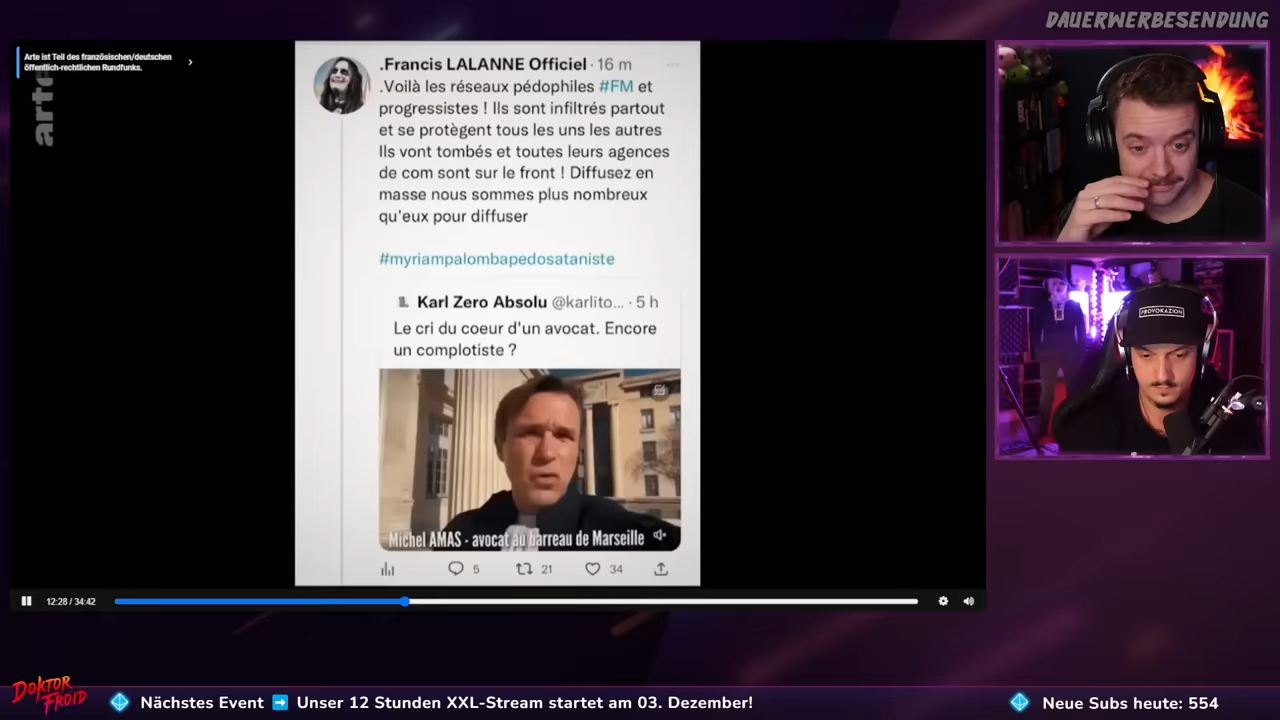 DAUERWERBESENDUNG
Arte ist Teil des französischen/deutschen
öffentlich-rechtlichen Rundfunks.
arte
.Francis LALANNE Officiel · 16 m
.Voilà les réseaux pédophiles #FM et
progressistes ! Ils sont infiltrés partout
et se protègent tous les uns les autres
Ils vont tombés et toutes leurs agences
de com sont sur le front ! Diffusez en
masse nous sommes plus nombreux
qu'eux pour diffuser
#myriampalombapedosataniste
Karl Zero Absolu @karlito... · 5 h
Le cri du coeur d'un avocat. Encore
un complotiste ?
Michel AMAS - avocat au barreau de Marseille
5 21 34
PROVOKAZION
12:28 / 34:42
DOKTOR
FROID
Nächstes Event ➡ Unser 12 Stunden XXL-Stream startet am 03. Dezember!
Neue Subs heute: 554